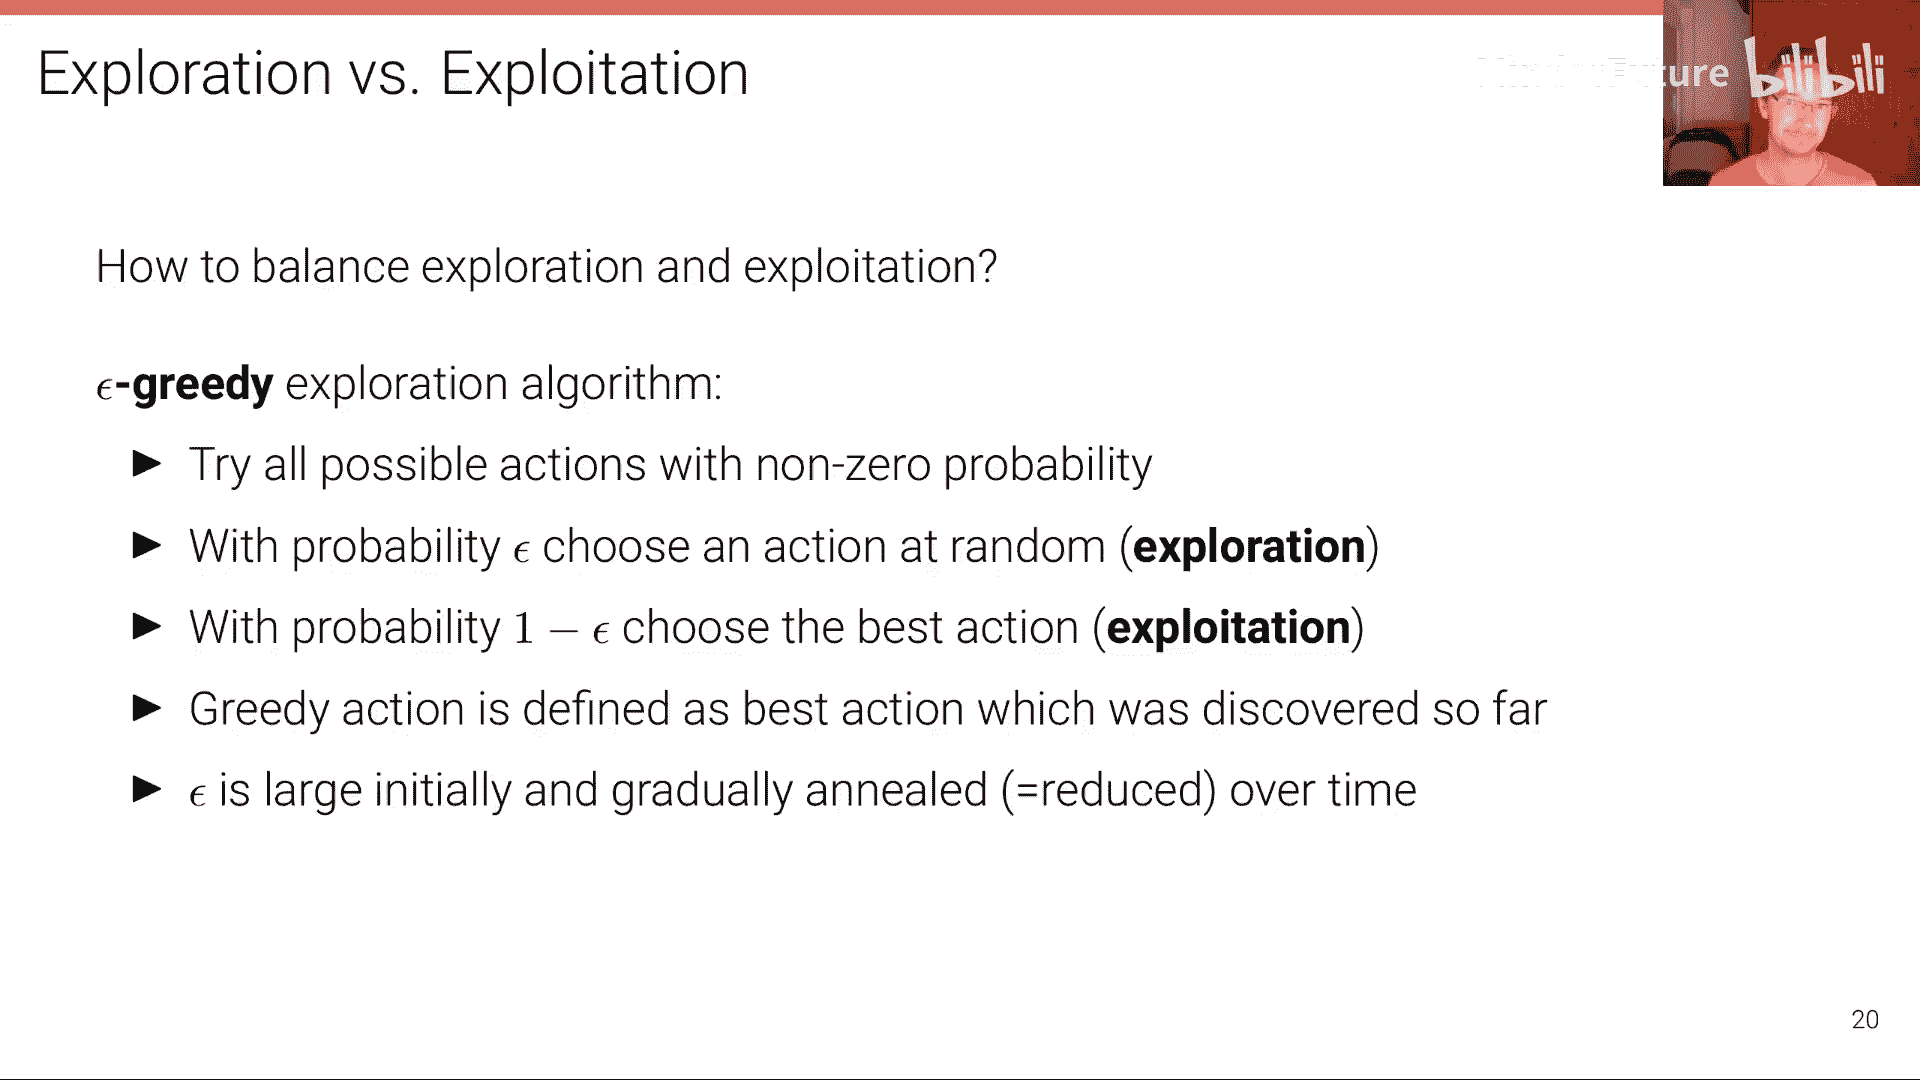 Exploration vs. Exploitation
bilibili
How to balance exploration and exploitation?
ϵ-greedy exploration algorithm:
► Try all possible actions with non-zero probability
► With probability ϵ choose an action at random (exploration)
► With probability 1 − ϵ choose the best action (exploitation)
► Greedy action is defined as best action which was discovered so far
► ϵ is large initially and gradually annealed (=reduced) over time
20